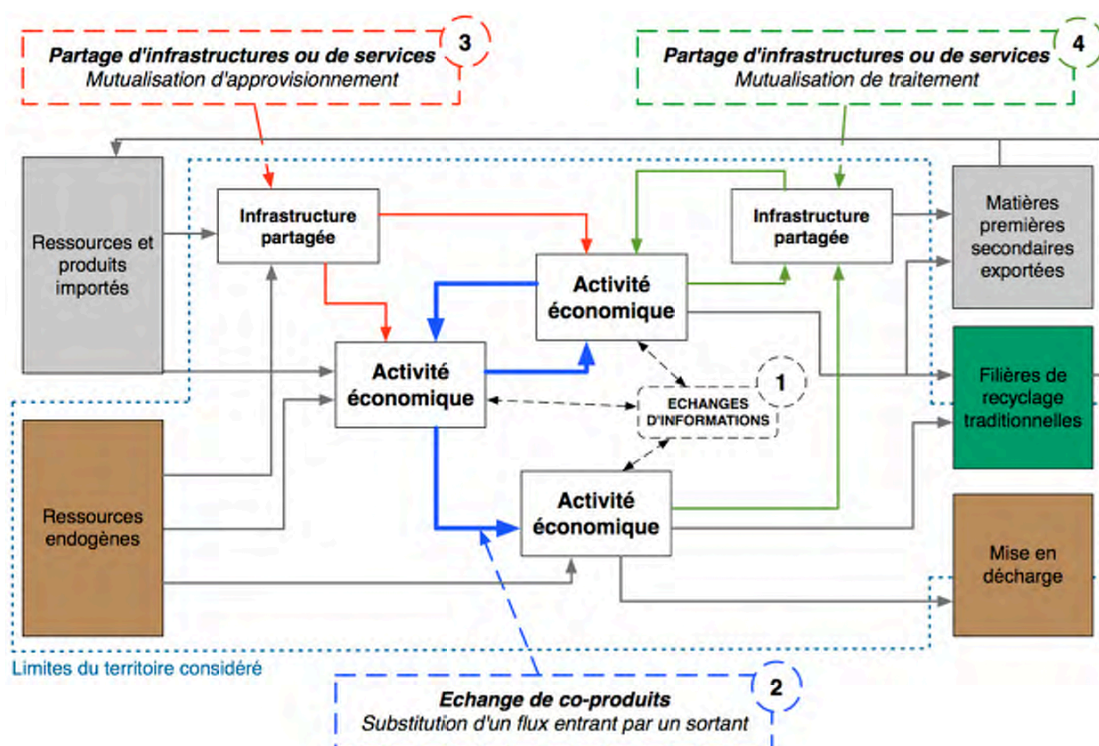 Partage d'infrastructures ou de services
Mutualisation d'approvisionnement
3
Partage d'infrastructures ou de services
Mutualisation de traitement
4
Ressources et
produits
importés
Infrastructure
partagée
Infrastructure
partagée
Matières
premières
secondaires
exportées
Activité
économique
Activité
économique
1
ECHANGES
D'INFORMATIONS
Filières de
recyclage
traditionnelles
Ressources
endogènes
Activité
économique
Mise en
décharge
Limites du territoire considéré
2
Echange de co-produits
Substitution d'un flux entrant par un sortant